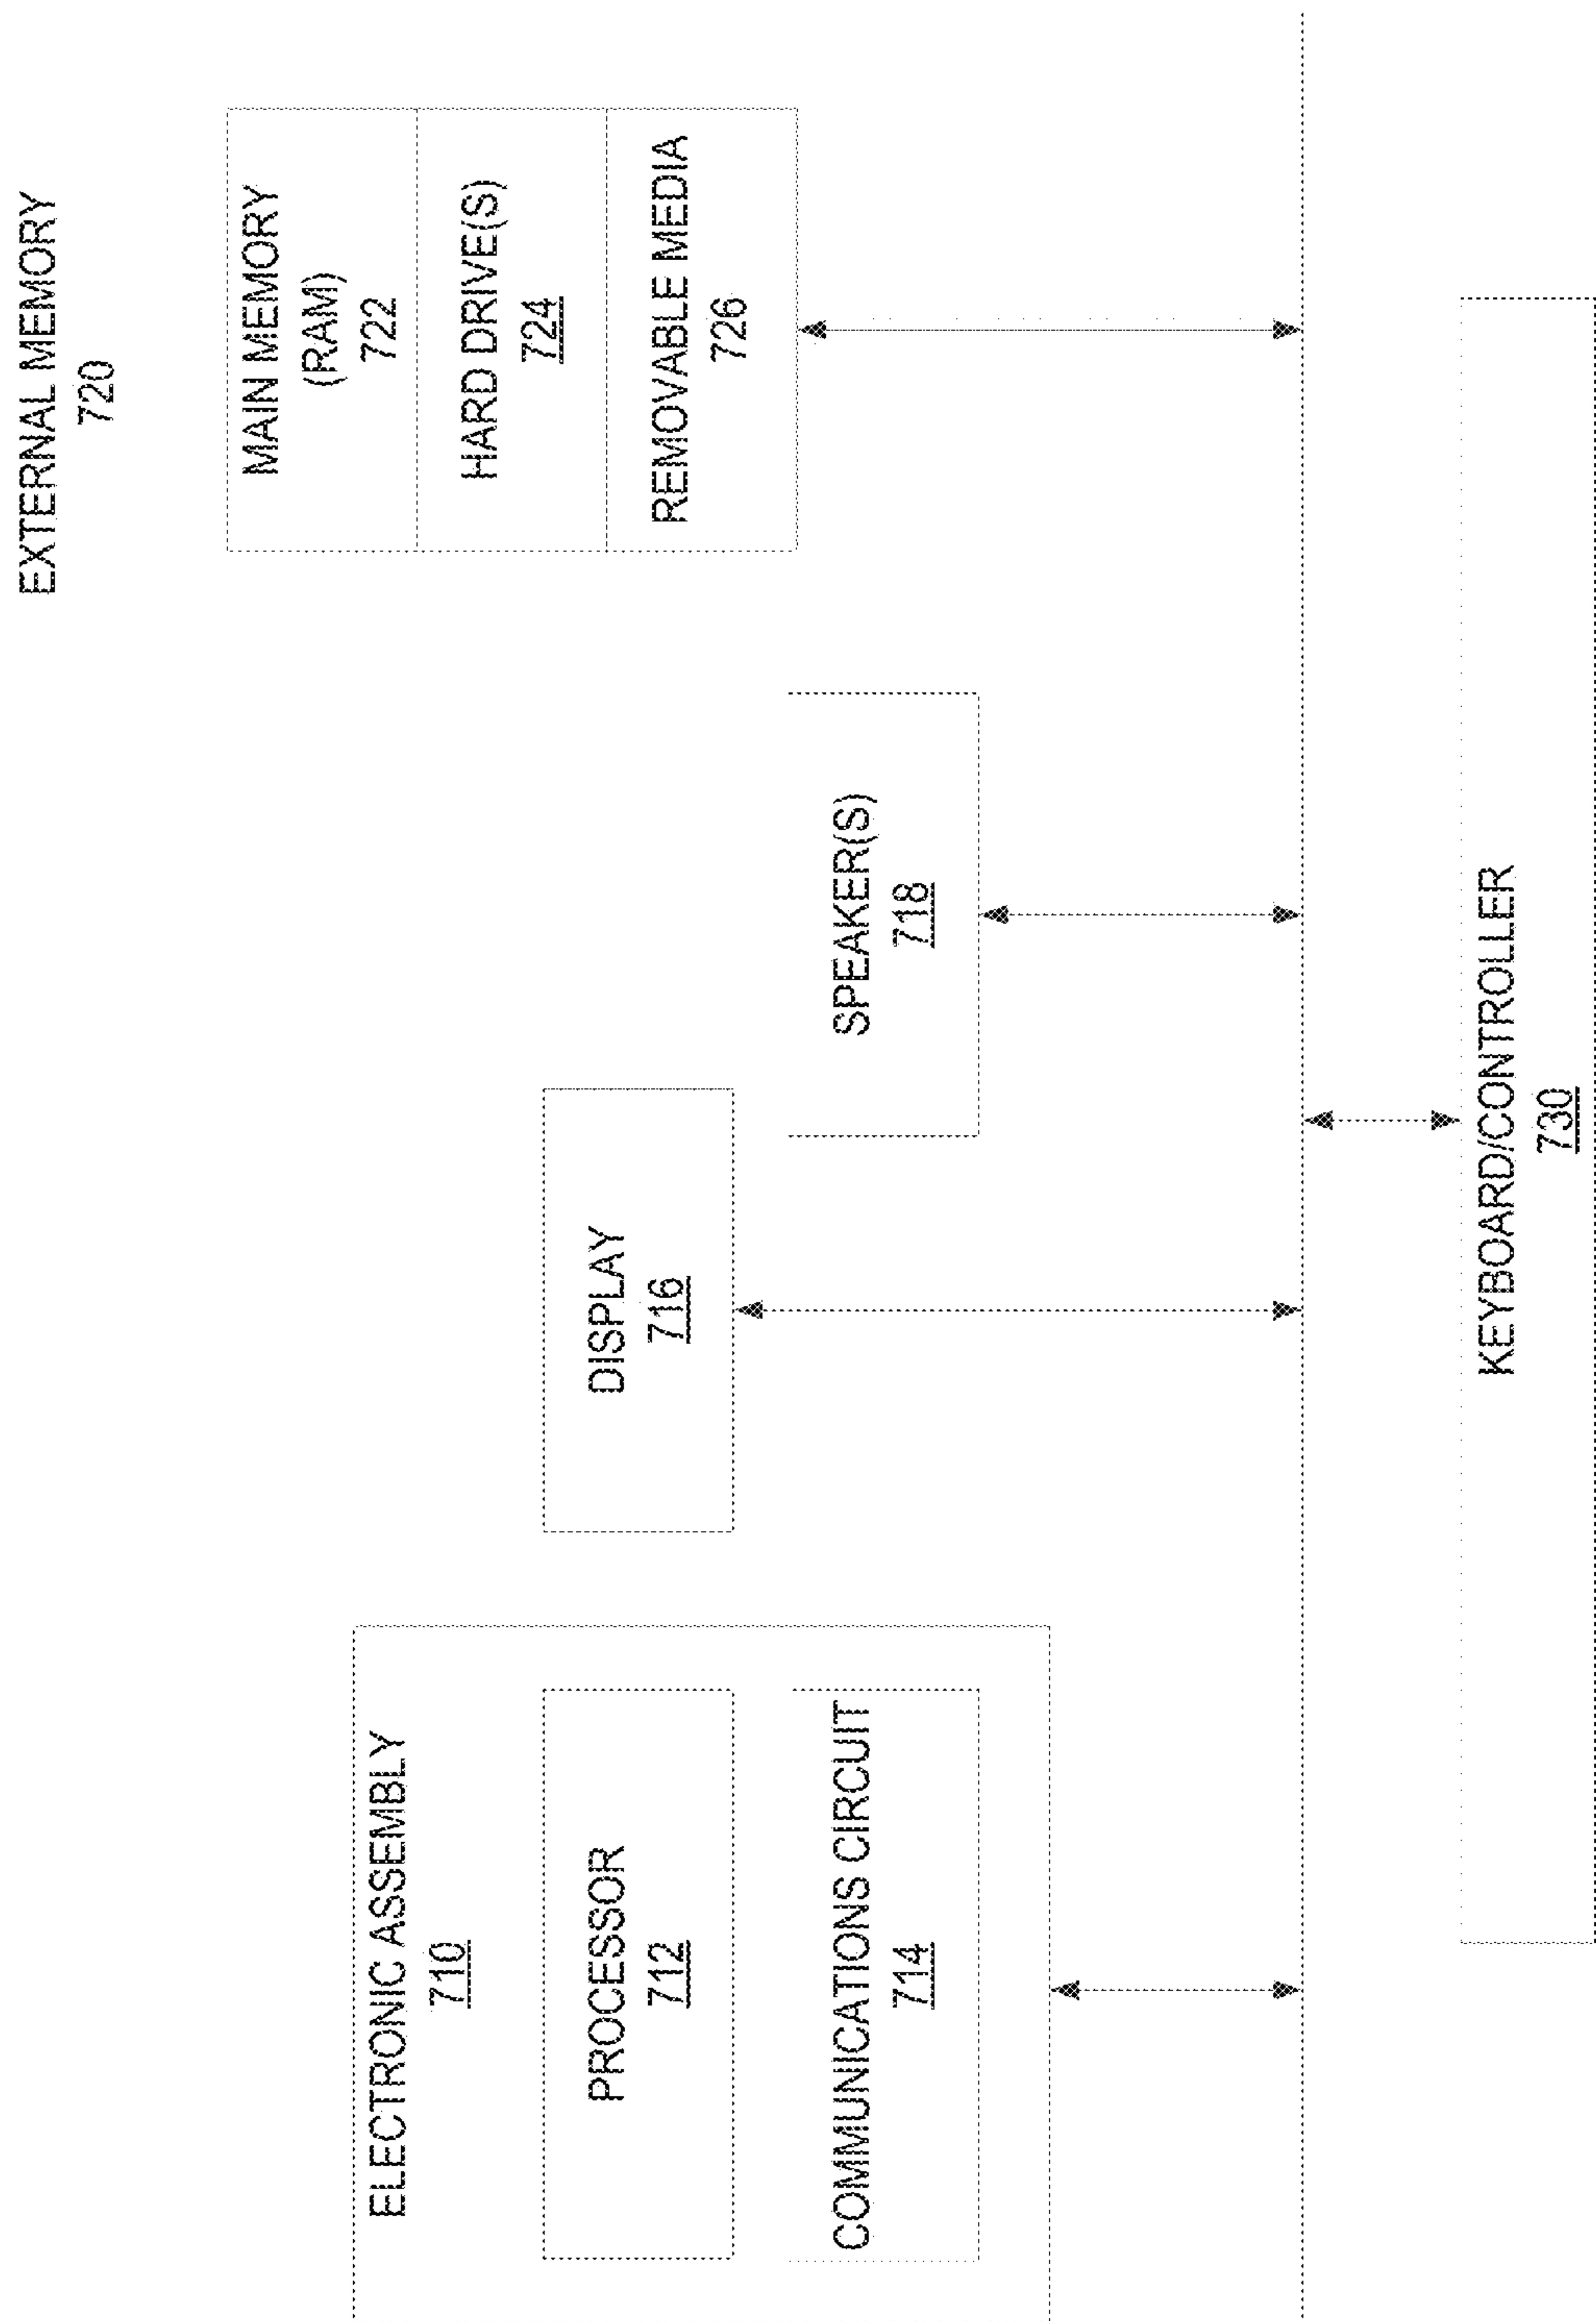 ELECTRONIC ASSEMBLY
710
PROCESSOR
712
COMMUNICATIONS CIRCUIT
714
DISPLAY
716
SPEAKER(S)
718
EXTERNAL MEMORY
720
MAIN MEMORY
(RAM)
722
HARD DRIVE(S)
724
REMOVABLE MEDIA
726
KEYBOARD/CONTROLLER
730